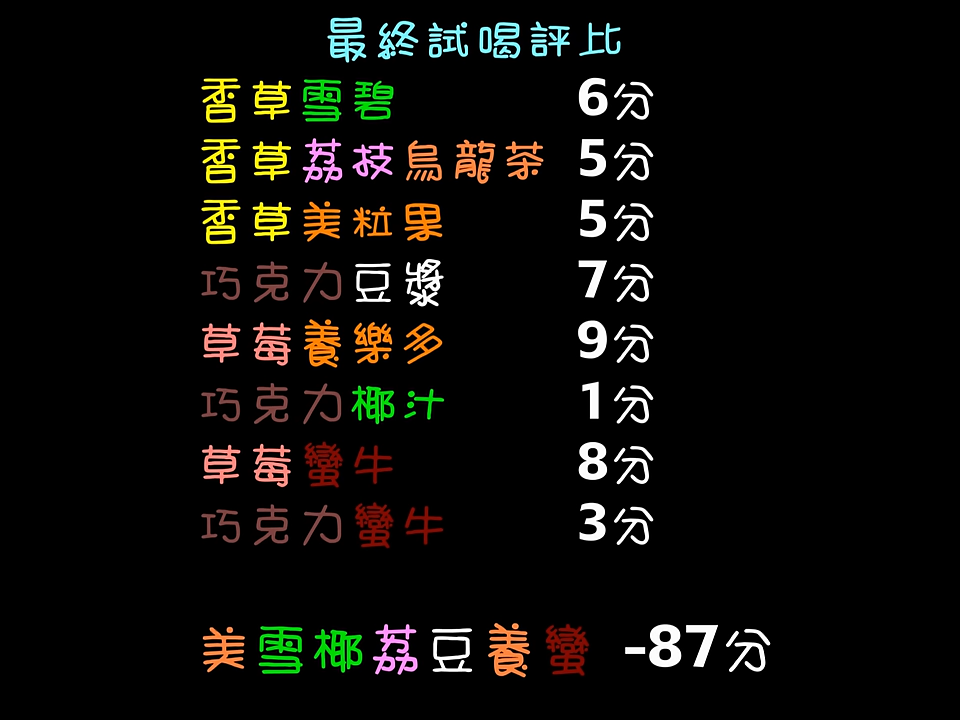 最終試喝評比
香草雪碧 6分
香草荔技烏龍茶 5分
香草美粒果 5分
巧克力豆漿 7分
草莓養樂多 9分
巧克力椰汁 1分
草莓蠻牛 8分
巧克力蠻牛 3分
美雪椰荔豆養蠻 -87分